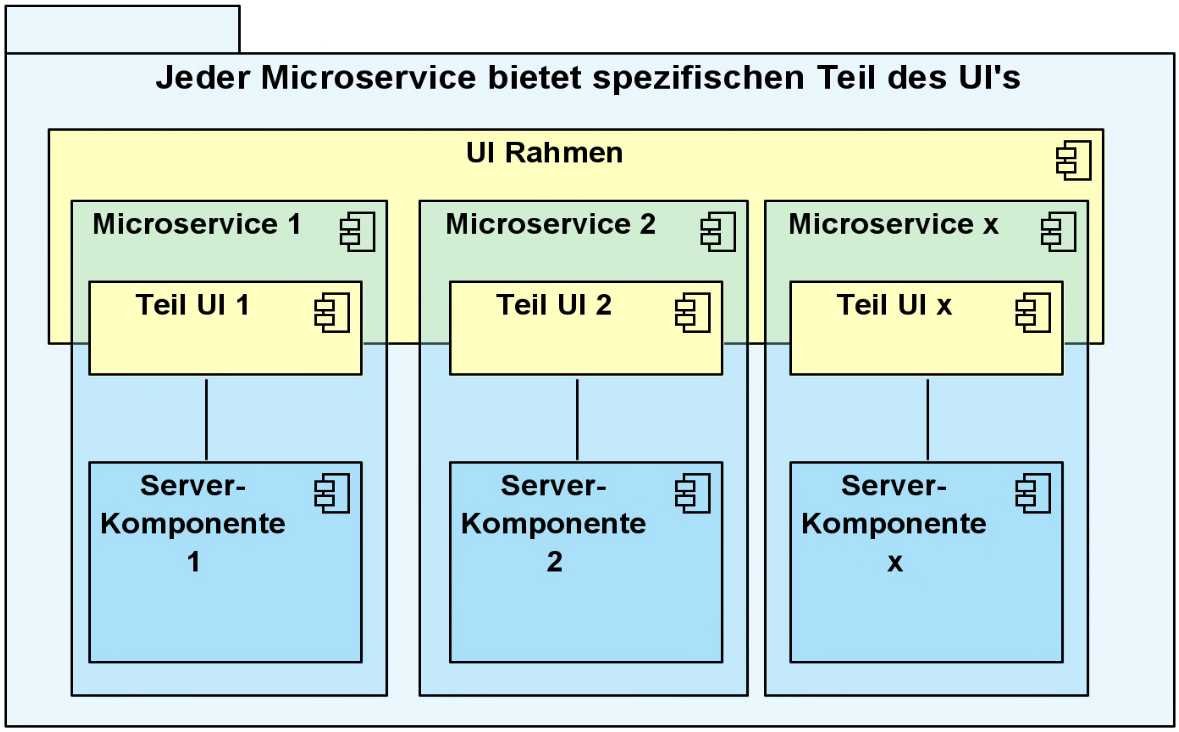 Jeder Microservice bietet spezifischen Teil des UI's
UI Rahmen
Microservice 1
Microservice 2
Microservice x
Teil UI 1
Teil UI 2
Teil UI x
Server-
Komponente
1
Server-
Komponente
2
Server-
Komponente
x